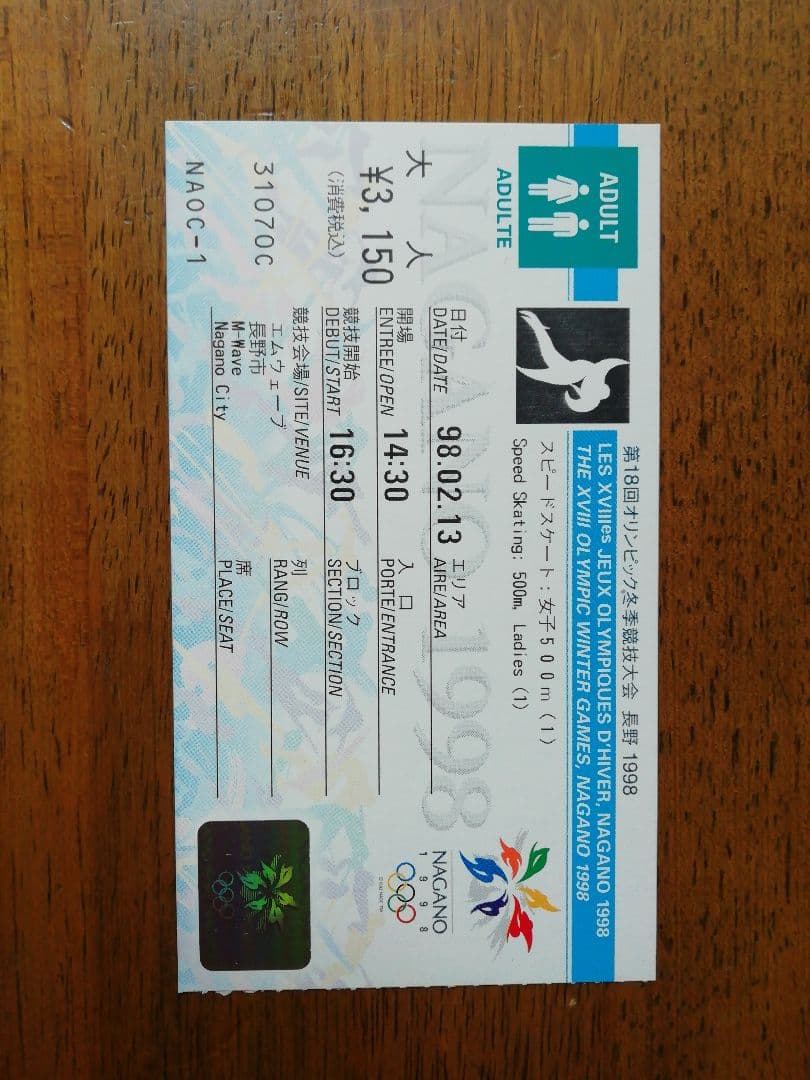 ADULT
ADULTE
第18回オリンピック冬季競技大会 長野 1998
LES XVIIIes JEUX OLYMPIQUES D'HIVER, NAGANO 1998
THE XVIII OLYMPIC WINTER GAMES, NAGANO 1998
スピードスケート:女子500m (1)
Speed Skating: 500m, Ladies (1)
NAGANO 1998
大 人
¥3,150
(消費税込)
31070C
NAOC-1
日付
DATE/DATE 98.02.13
エリア
AIRE/AREA
開場
ENTREE/OPEN 14:30
入 口
PORTE/ENTRANCE
競技開始
DEBUT/START 16:30
ブロック
SECTION/SECTION
競技会場/SITE/VENUE
エムウェーブ
長野市
M-Wave
Nagano City
列
RANG/ROW
席
PLACE/SEAT
NAGANO
1998